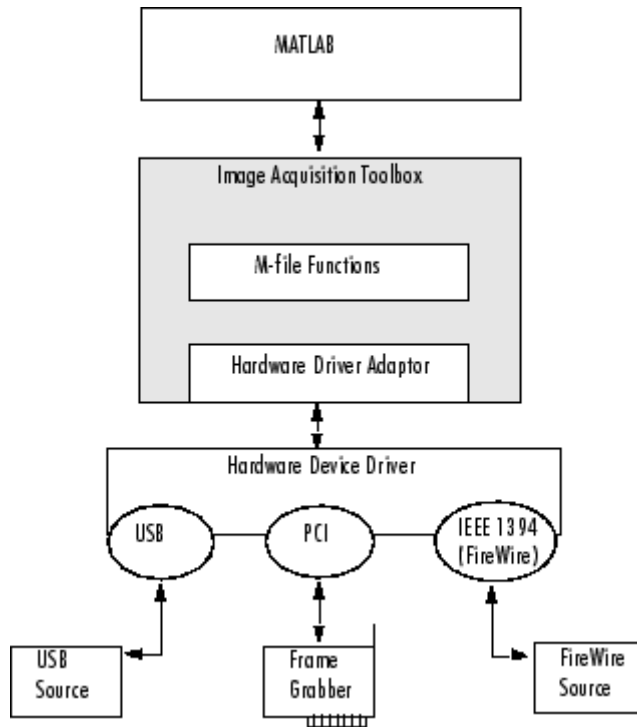 MATLAB
Image Acquisition Toolbox
M-file Functions
Hardware Driver Adaptor
Hardware Device Driver
USB
PCI
IEEE 1394
(FireWire)
USB
Source
Frame
Grabber
FireWire
Source